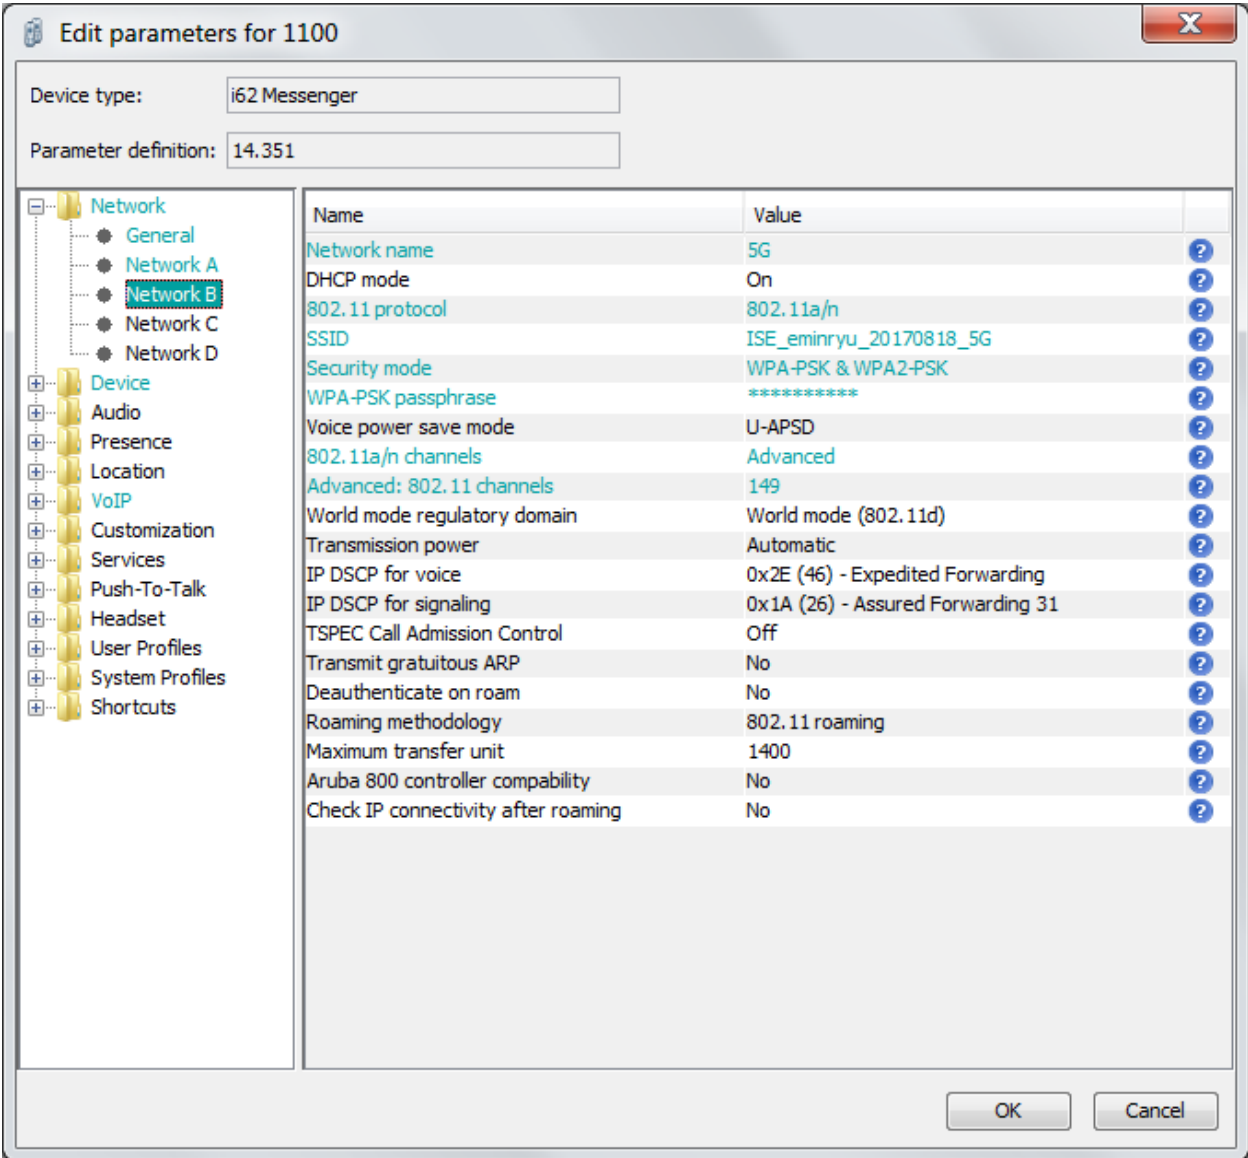 Edit parameters for 1100
Device type: i62 Messenger
Parameter definition: 14.351
Network
General
Network A
Network B
Network C
Network D
Device
Audio
Presence
Location
VoIP
Customization
Services
Push-To-Talk
Headset
User Profiles
System Profiles
Shortcuts
Name Value
Network name 5G
DHCP mode On
802.11 protocol 802.11a/n
SSID ISE_eminryu_20170818_5G
Security mode WPA-PSK & WPA2-PSK
WPA-PSK passphrase **********
Voice power save mode U-APSD
802.11a/n channels Advanced
Advanced: 802.11 channels 149
World mode regulatory domain World mode (802.11d)
Transmission power Automatic
IP DSCP for voice 0x2E (46) - Expedited Forwarding
IP DSCP for signaling 0x1A (26) - Assured Forwarding 31
TSPEC Call Admission Control Off
Transmit gratuitous ARP No
Deauthenticate on roam No
Roaming methodology 802.11 roaming
Maximum transfer unit 1400
Aruba 800 controller compability No
Check IP connectivity after roaming No
OK Cancel